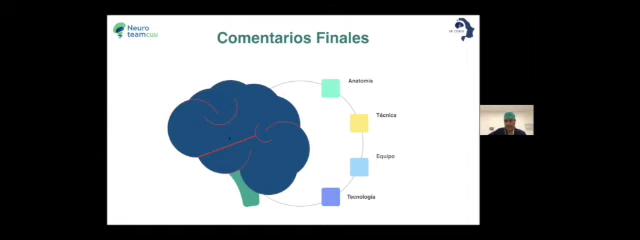 Neuro
teamcuu
Comentarios Finales
Anatomía
Técnica
Equipo
Tecnología